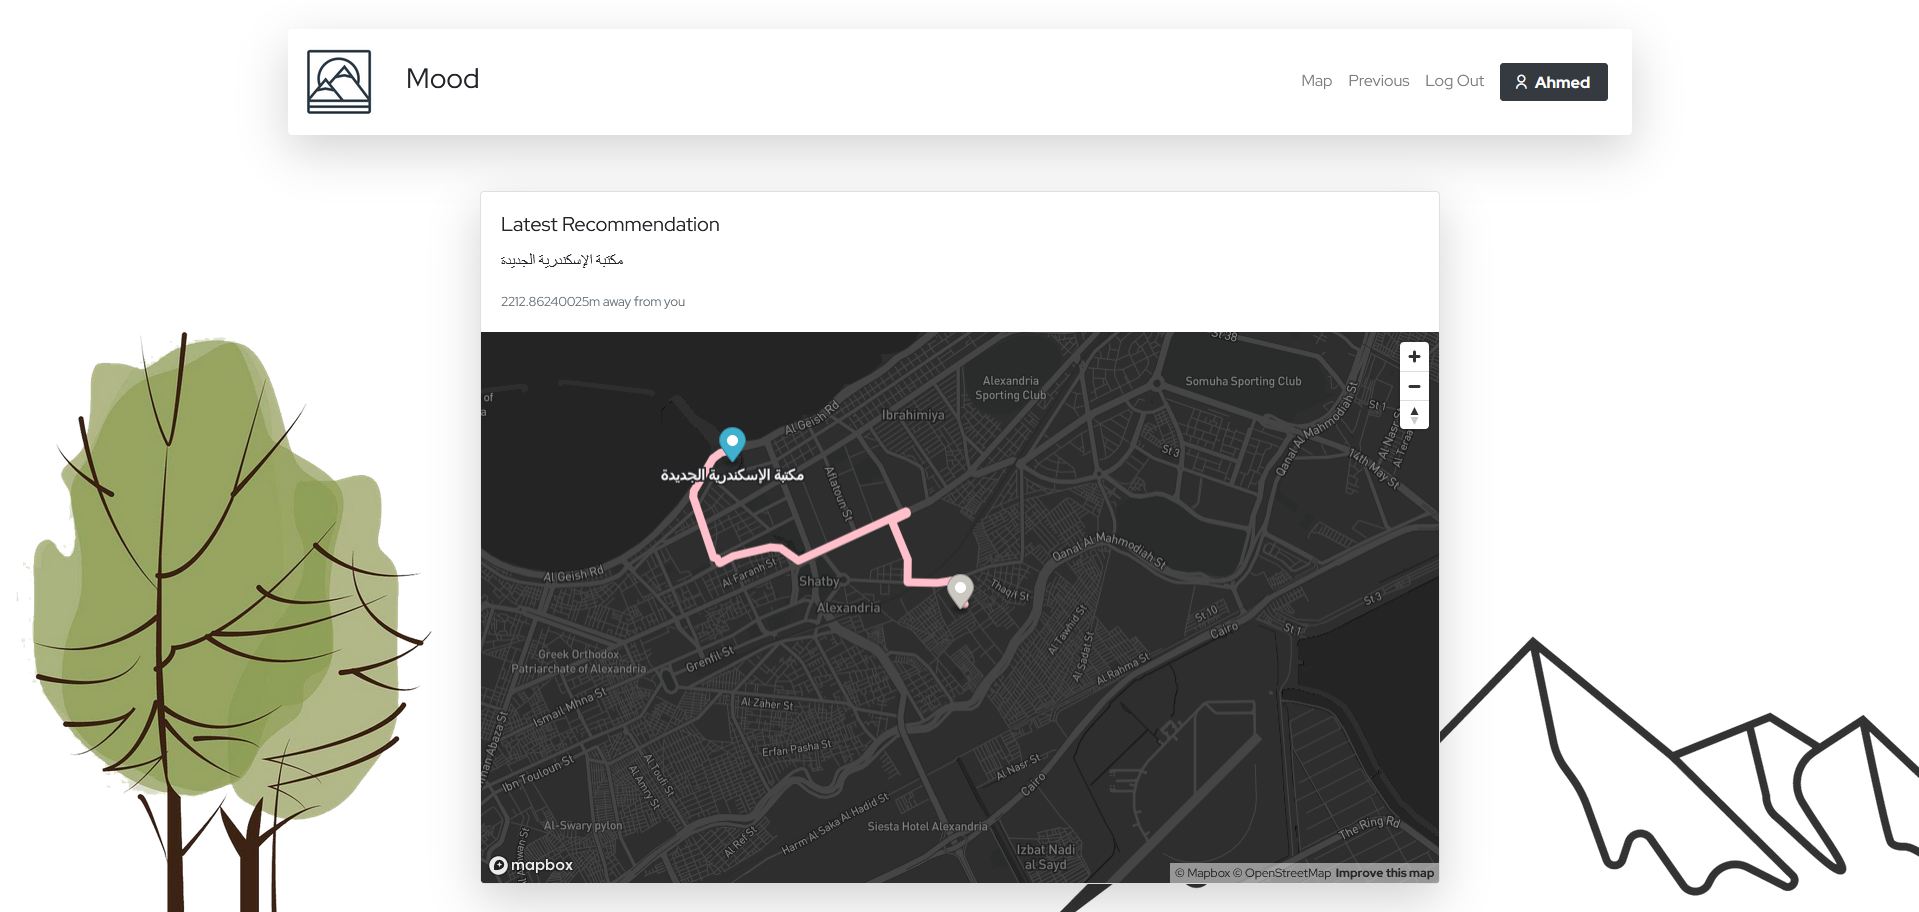 Mood
Map
Previous
Log Out
Ahmed
Latest Recommendation
مكتبة الإسكندرية الجديدة
2212.86240025m away from you
St 38
Alexandria
Sporting Club
Somuha Sporting Club
of
a
Al Geish Rd
Ibrahimiya
St 1
Qanal Al Mahmodiah St
Al Nasr
Al Teraa
St 3
14th May St
مكتبة الإسكندرية الجديدة
Aflatoun St
Qanal Al Mahmodiah St
Al Geish Rd
Al Faranh St
Shatby
Thaqif St
Alexandria
St 10
St 3
Al Tawhid St
Cairo
St 1
Greek Orthodox
Patriarchate of Alexandria
Grenfil St
Al Sadat St
Al Rahma St
Ismail Mhna St
Al Zaher St
Abaza St
Erfan Pasha St
Ibn Touloun St
Al Toufi St
Al Amry St
Al Nasr St
Cairo
Al-Swary pylon
Harm Al Saka Al Hadid St
Siesta Hotel Alexandria
The Ring Rd
Al Ref St
Izbat Nadi
al Sayd
mapbox
© Mapbox © OpenStreetMap Improve this map